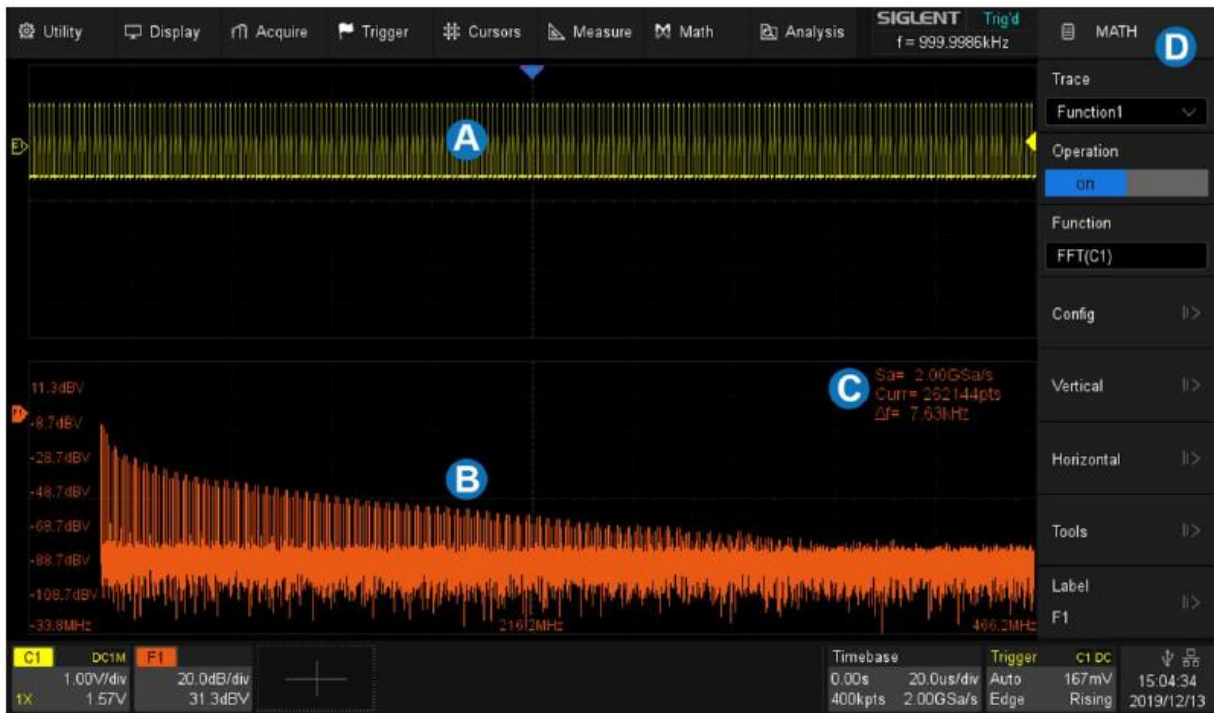 Utility Display Acquire Trigger Cursors Measure Math Analysis
SIGLENT Trig'd
f = 999.9986kHz
MATH
D
Trace
Function1
Operation
on
Function
FFT(C1)
Config
Vertical
Horizontal
Tools
Label
F1
A
11.3dBV
-8.7dBV
-28.7dBV
-48.7dBV
-68.7dBV
-88.7dBV
-108.7dBV
F1
C
Sa= 2.00GSa/s
Curr= 262144pts
Δf= 7.63kHz
B
-33.8MHz 216.2MHz 466.2MHz
C1 DC1M
1.00V/div
1X 1.57V
F1
20.0dB/div
31.3dBV
Timebase
0.00s 20.0us/div
400kpts 2.00GSa/s
Trigger C1 DC
Auto 167mV
Edge Rising
15:04:34
2019/12/13